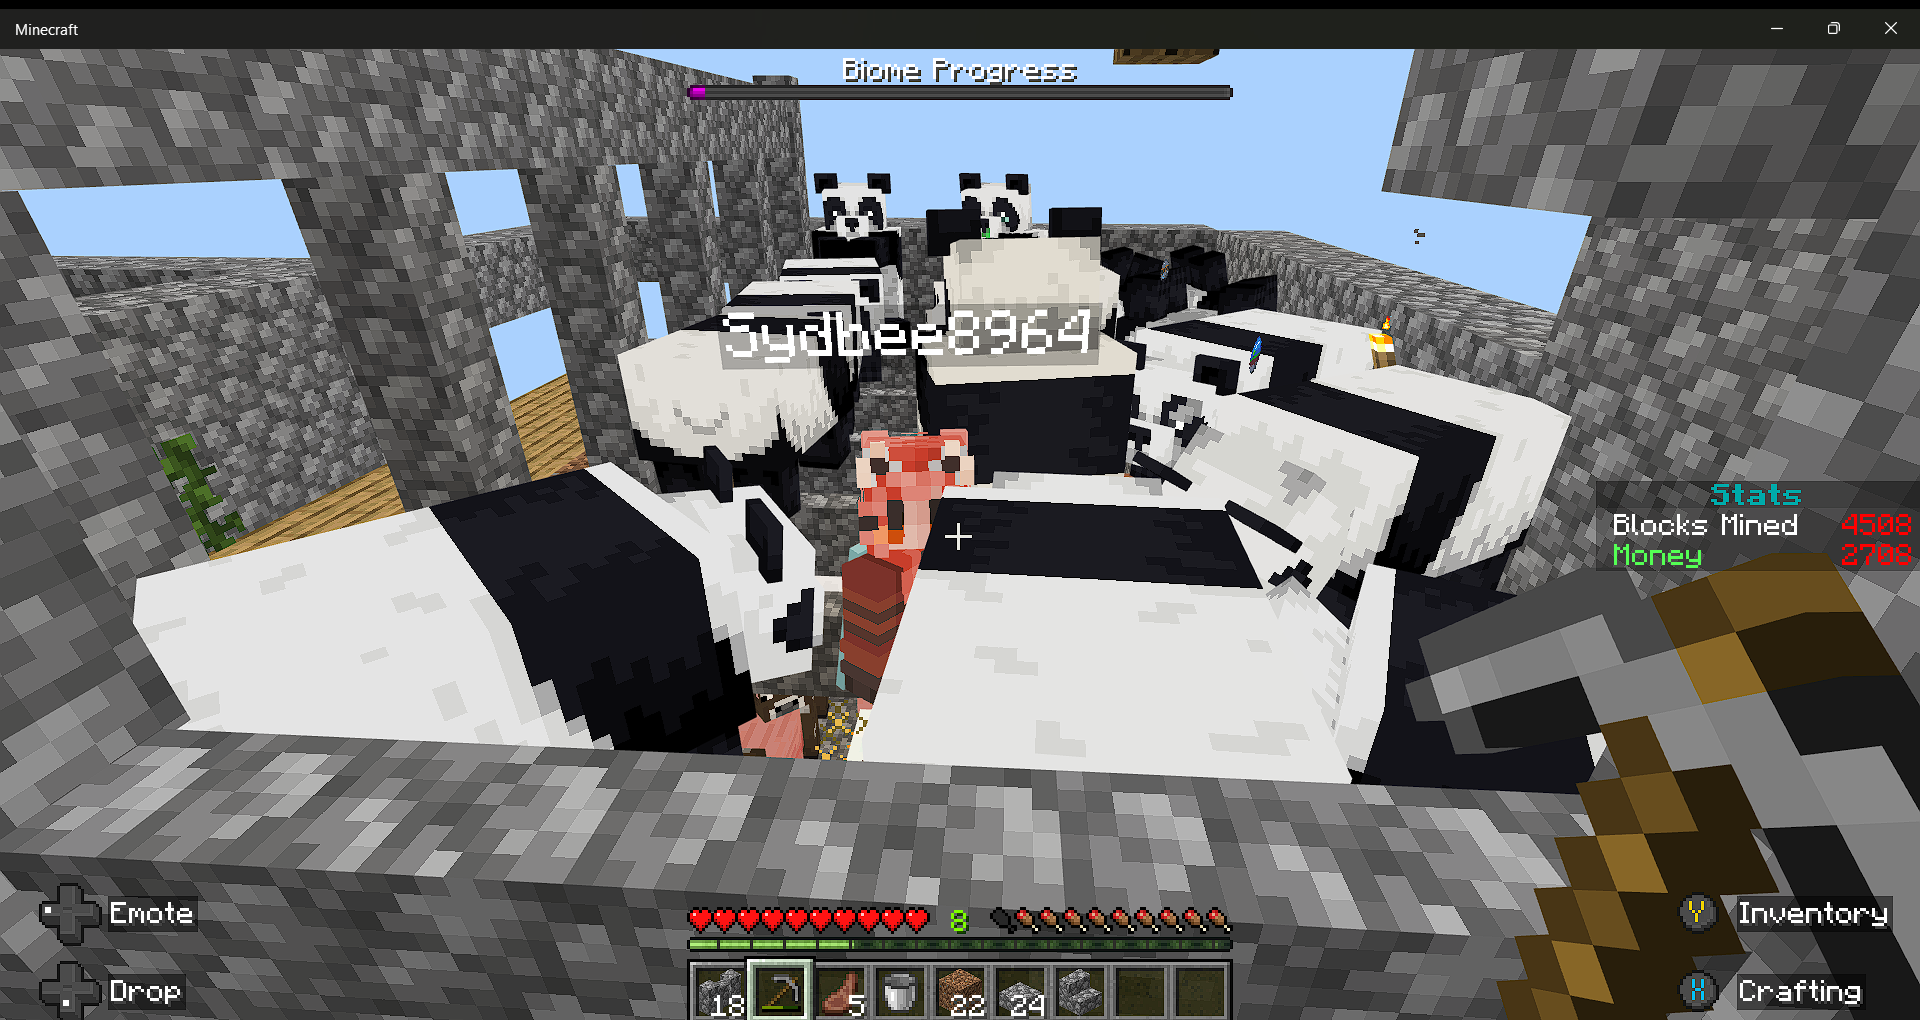 Minecraft
Biome Progress
Sydbee8964
Stats
Blocks Mined 4508
Money 2708
Emote
8
Inventory
Drop
18
5
22
24
Crafting
Y
X